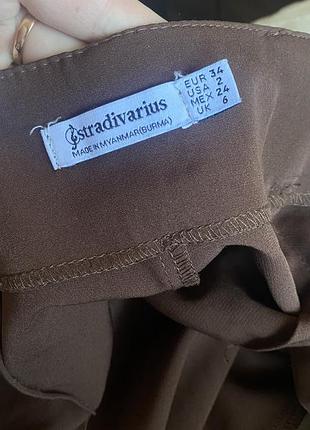 stradivarius
MADE IN MYANMAR(BURMA)
EUR 34
USA 2
MEX 24
UK 6